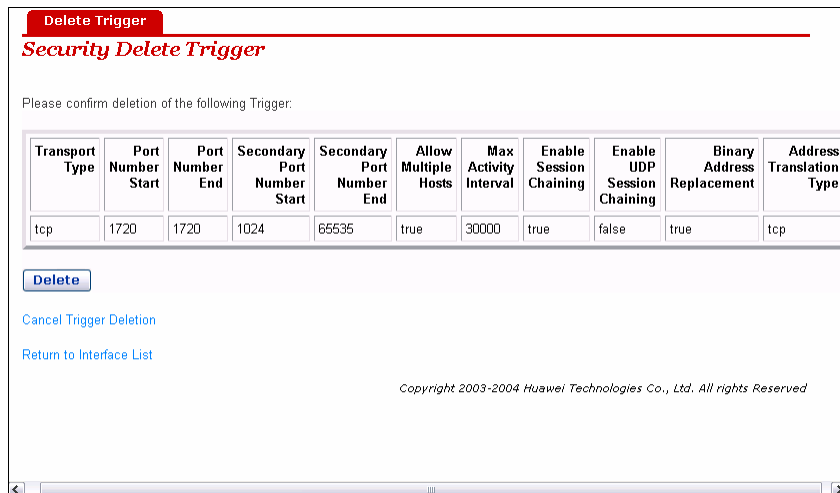 Delete Trigger
Security Delete Trigger
Please confirm deletion of the following Trigger:
Transport Type Port Number Start Port Number End Secondary Port Number Start Secondary Port Number End Allow Multiple Hosts Max Activity Interval Enable Session Chaining Enable UDP Session Chaining Binary Address Replacement Address Translation Type
tcp 1720 1720 1024 65535 true 30000 true false true tcp
Delete
Cancel Trigger Deletion
Return to Interface List
Copyright 2003-2004 Huawei Technologies Co., Ltd. All rights Reserved